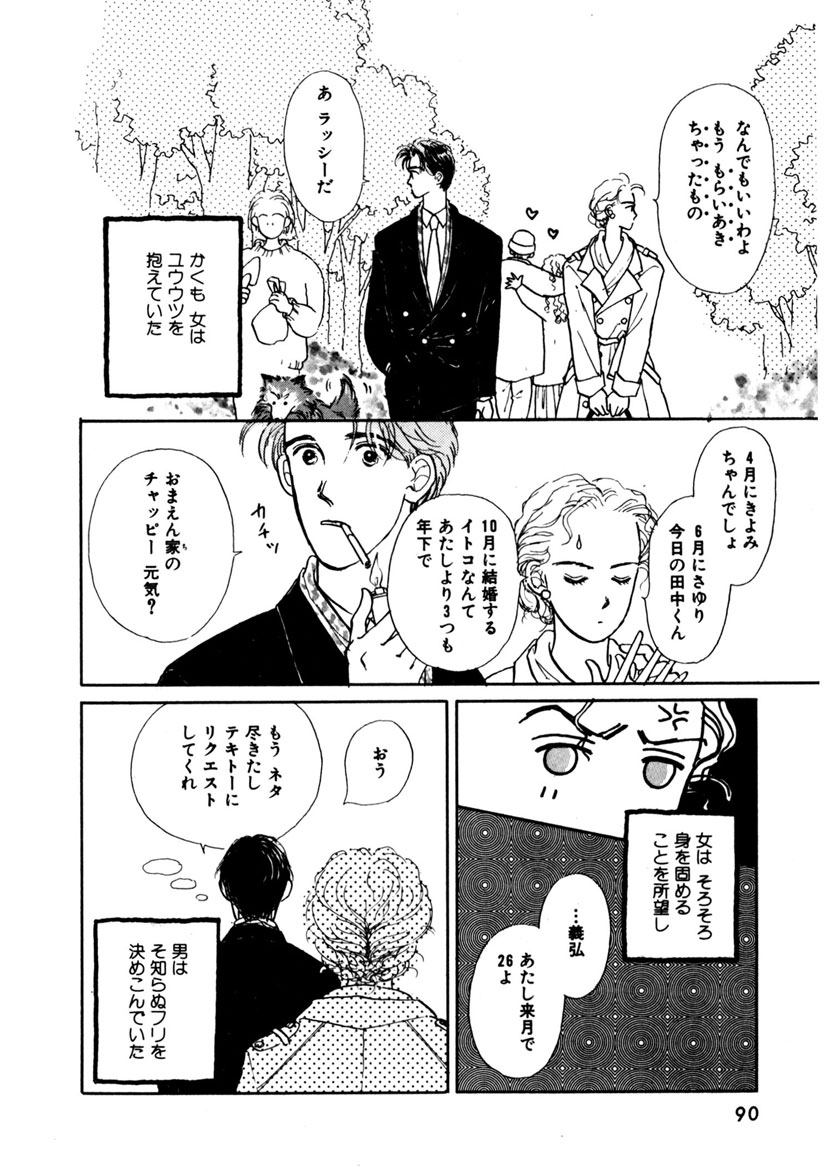 なんでもいいわよ
もう もらいあき
ちゃったもの
あ ラッシーだ
かくも 女は
ユウウツを
抱えていた
4月にきよみ
ちゃんでしょ
6月にさゆり
今日の田中くん
10月に結婚する
イトコなんて
あたしより3つも
年下で
カチッ
おまえん家の
ち
チャッピー 元気?
女は そろそろ
身を固める
ことを所望し
…義弘
あたし来月で
26よ
おう
もう ネタ
尽きたし
テキトーに
リクエスト
してくれ
男は
そ知らぬフリを
決めこんでいた
90